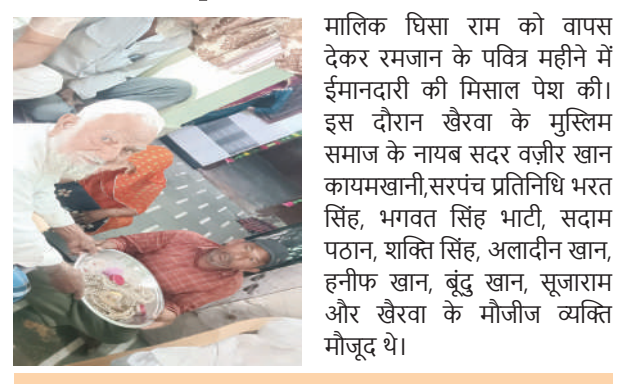 मालिक घिसा राम को वापस
देकर रमजान के पवित्र महीने में
ईमानदारी की मिसाल पेश की।
इस दौरान खैरवा के मुस्लिम
समाज के नायब सदर वज़ीर खान
कायमखानी,सरपंच प्रतिनिधि भरत
सिंह, भगवत सिंह भाटी, सदाम
पठान, शक्ति सिंह, अलादीन खान,
हनीफ खान, बूंदु खान, सूजाराम
और खैरवा के मौजीज व्यक्ति
मौजूद थे।